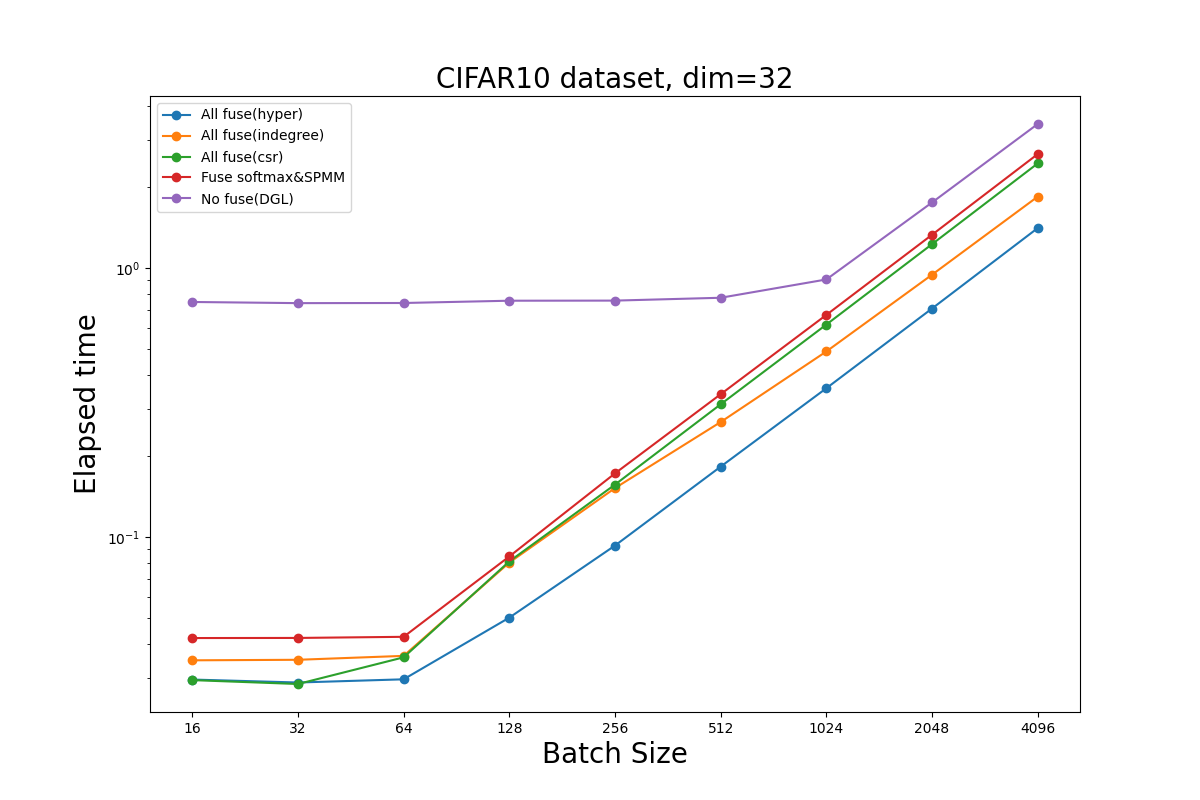 CIFAR10 dataset, dim=32
All fuse(hyper)
All fuse(indegree)
All fuse(csr)
Fuse softmax&SPMM
No fuse(DGL)
10⁰
10⁻¹
Elapsed time
16 32 64 128 256 512 1024 2048 4096
Batch Size